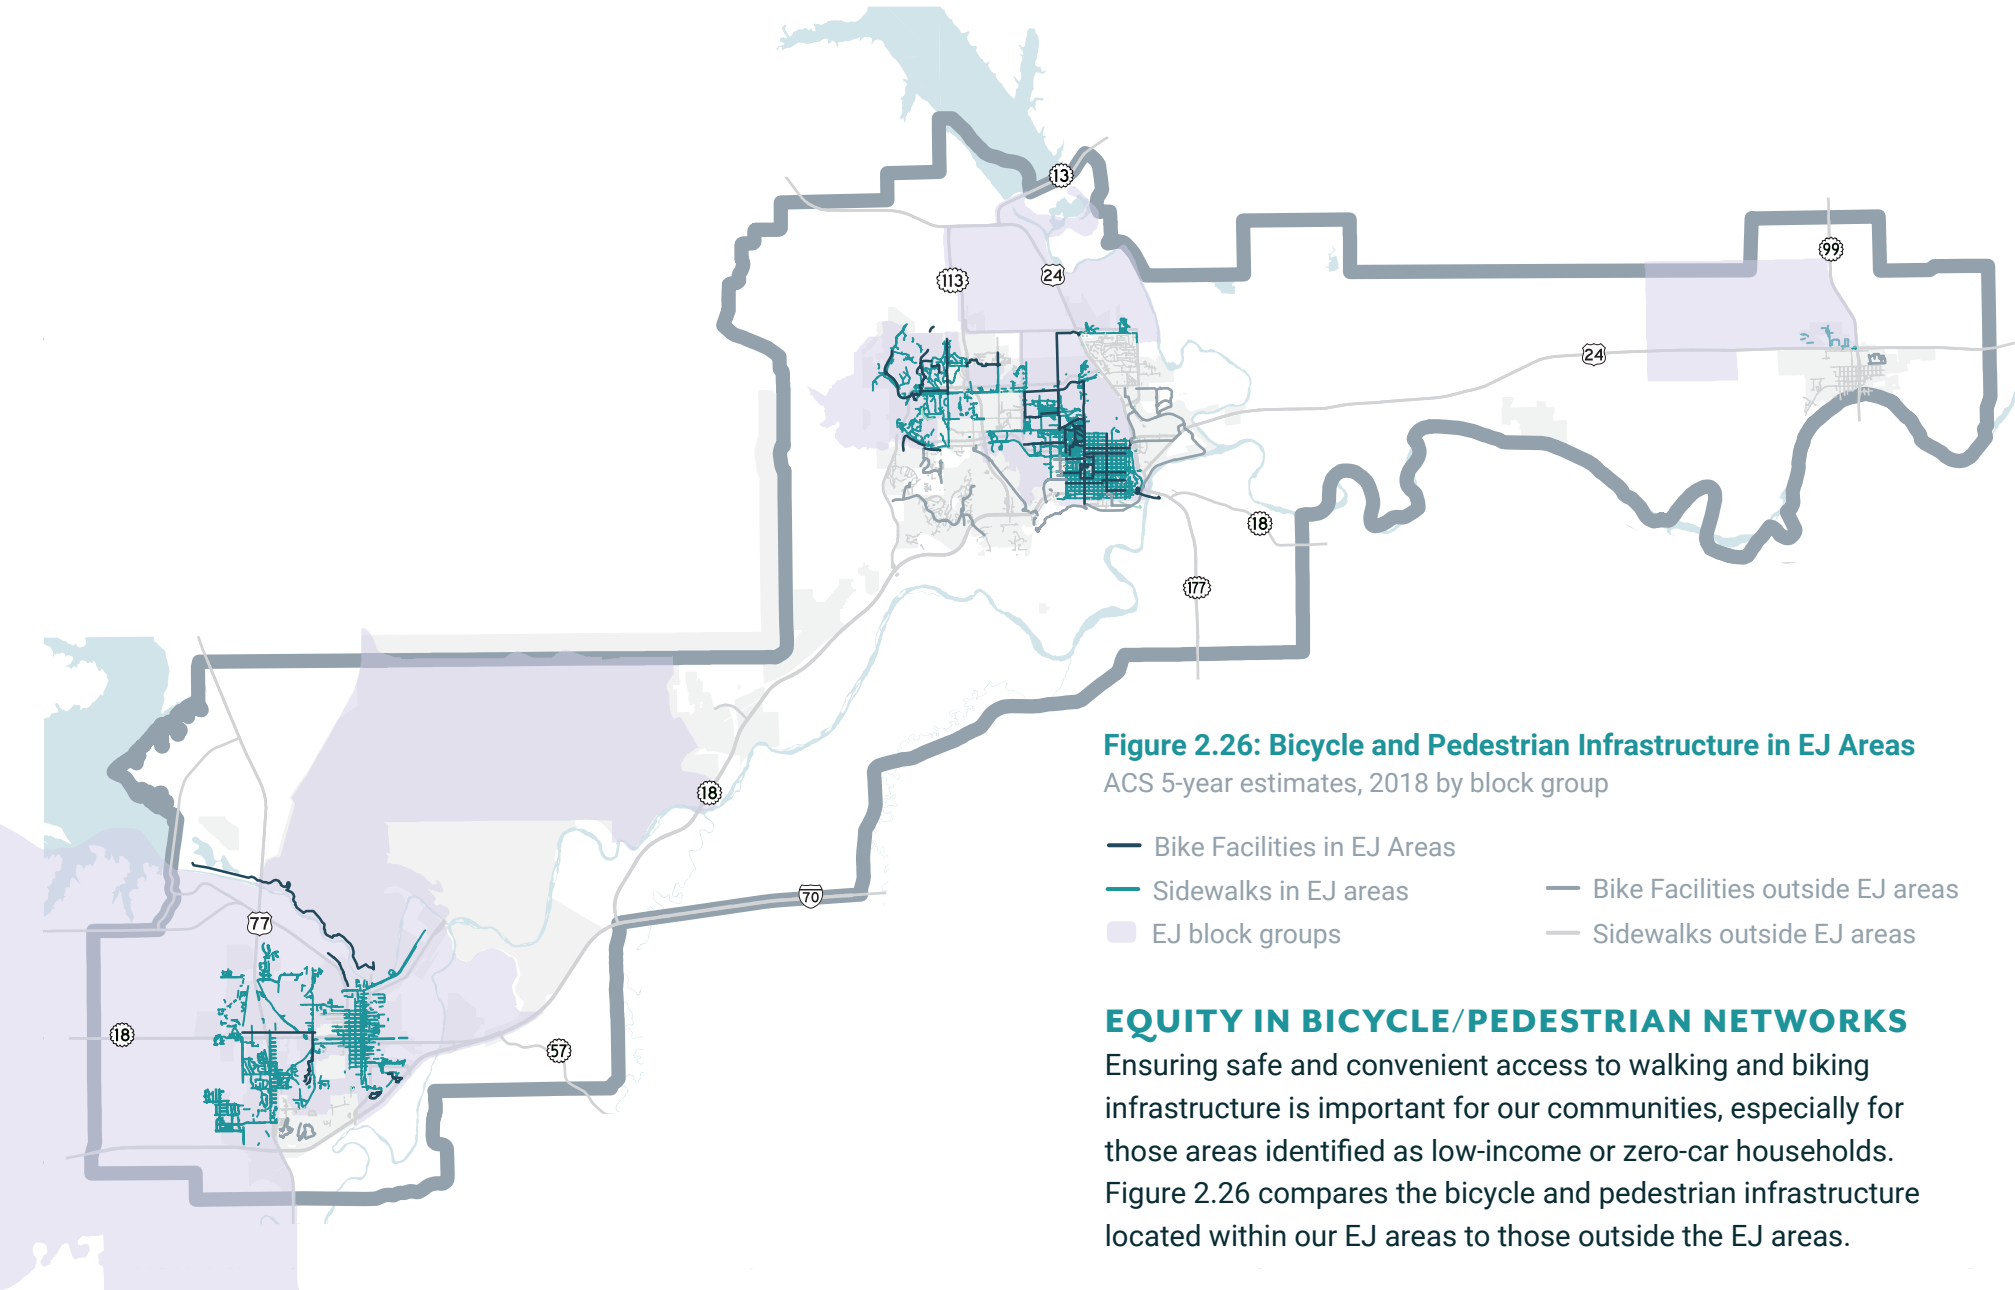 13
99
113
24
24
18
177
18
70
77
18
57
Figure 2.26: Bicycle and Pedestrian Infrastructure in EJ Areas
ACS 5-year estimates, 2018 by block group
Bike Facilities in EJ Areas
Sidewalks in EJ areas
EJ block groups
Bike Facilities outside EJ areas
Sidewalks outside EJ areas
EQUITY IN BICYCLE/PEDESTRIAN NETWORKS
Ensuring safe and convenient access to walking and biking
infrastructure is important for our communities, especially for
those areas identified as low-income or zero-car households.
Figure 2.26 compares the bicycle and pedestrian infrastructure
located within our EJ areas to those outside the EJ areas.